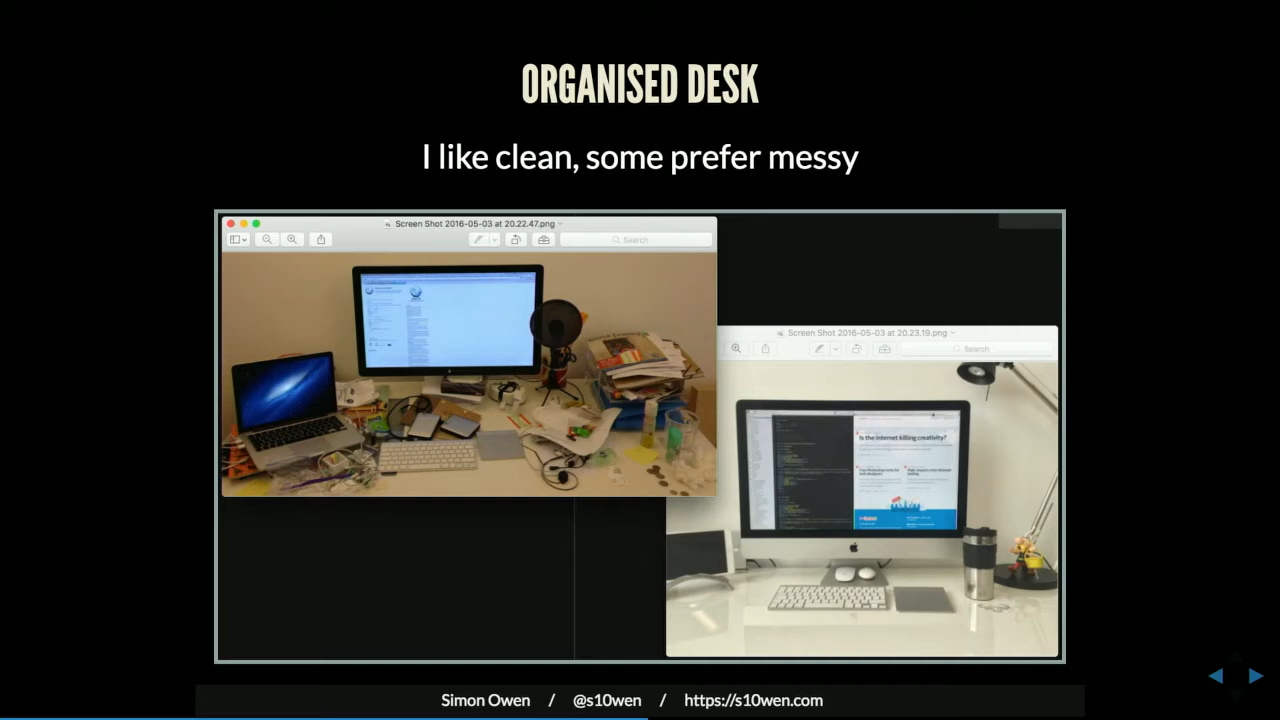 ORGANISED DESK
I like clean, some prefer messy
Screen Shot 2016-05-03 at 20.22.47.png
Search
Screen Shot 2016-05-03 at 20.23.19.png
Search
Is the internet killing creativity?
Simon Owen / @s10wen / https://s10wen.com